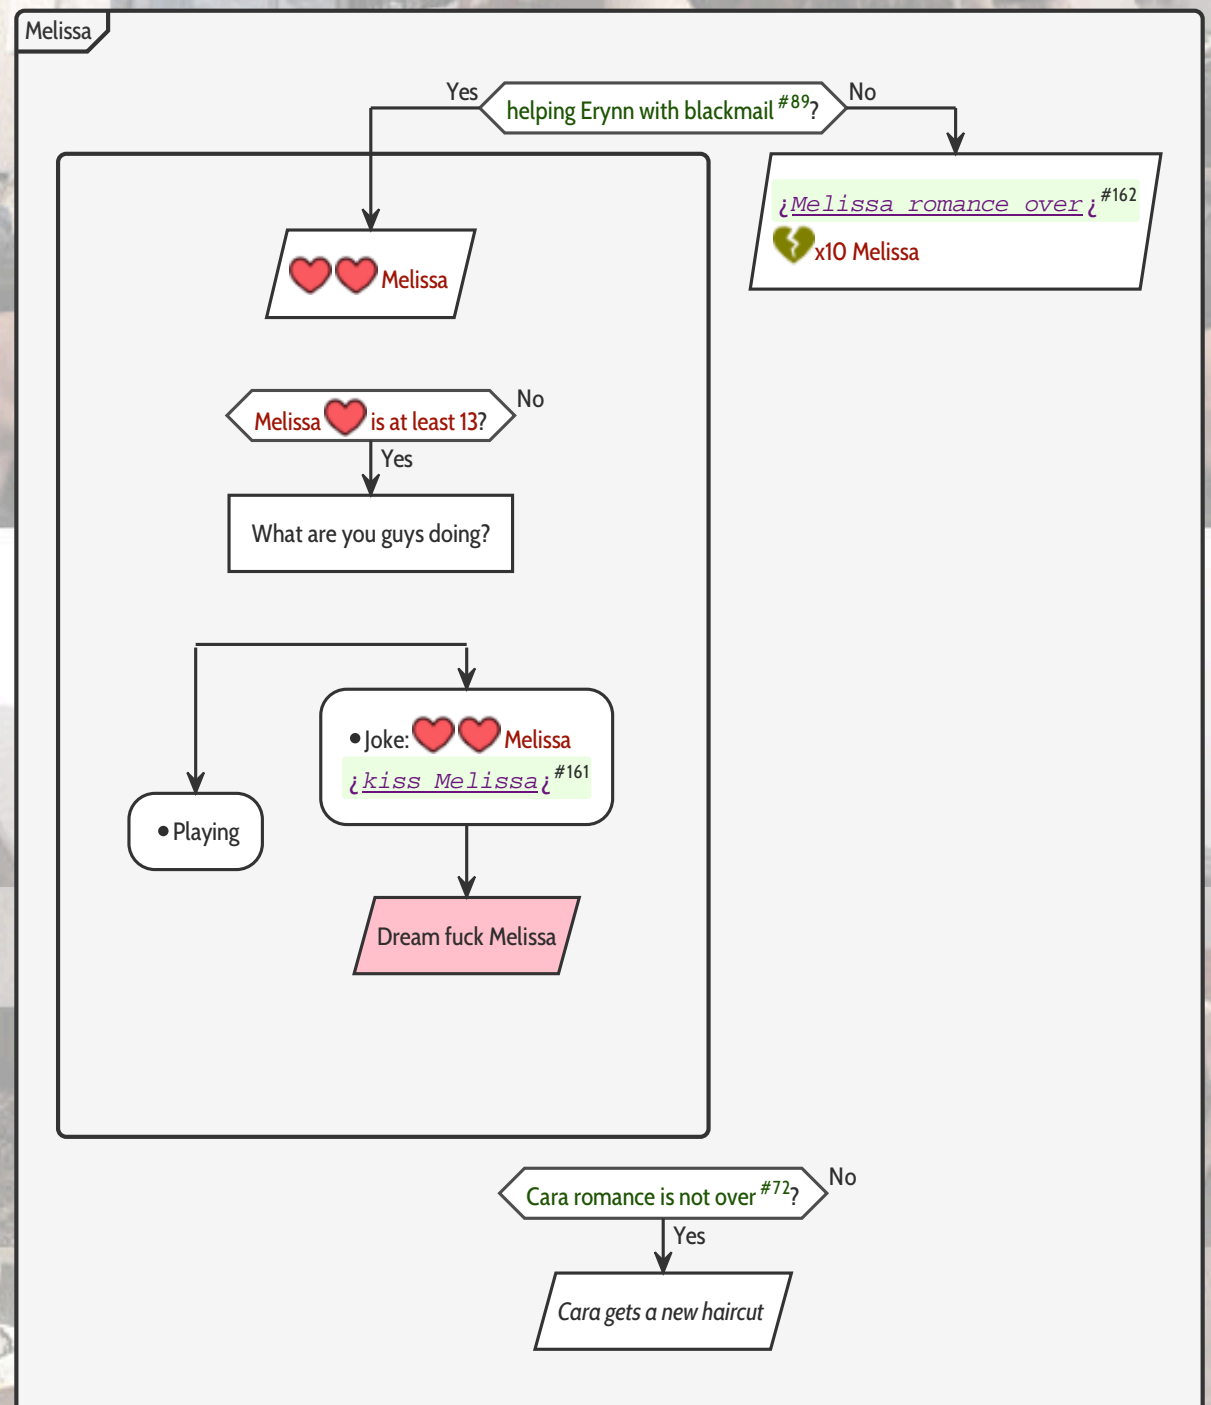 Melissa
Yes
helping Erynn with blackmail #89?
No
¿Melissa romance over¿#162
x10 Melissa
Melissa
Melissa is at least 13?
No
Yes
What are you guys doing?
•Joke: Melissa
¿kiss Melissa¿#161
•Playing
Dream fuck Melissa
Cara romance is not over #72?
No
Yes
Cara gets a new haircut